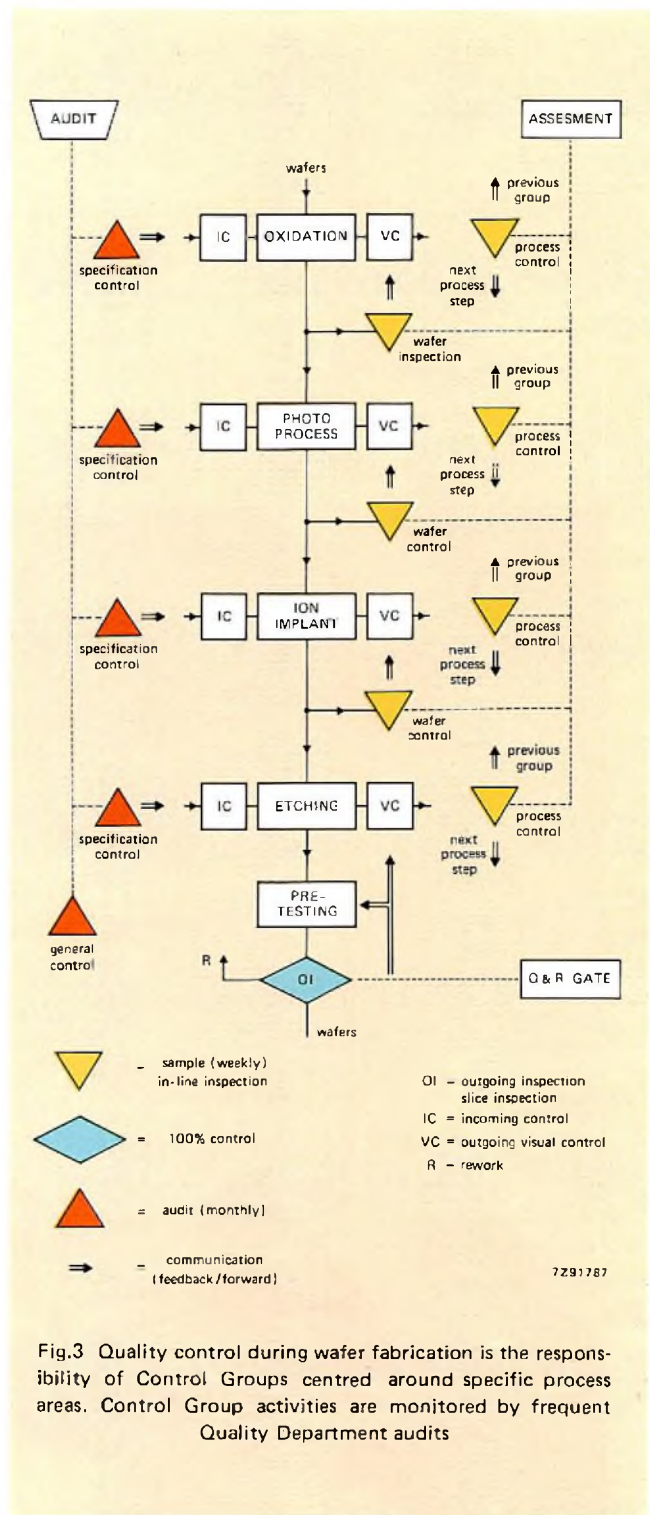 AUDIT
ASSESMENT
wafers
previous
group
IC
OXIDATION
VC
specification
control
next
process
step
process
control
wafer
inspection
previous
group
IC
PHOTO
PROCESS
VC
specification
control
next
process
step
process
control
wafer
control
previous
group
IC
ION
IMPLANT
VC
specification
control
next
process
step
process
control
wafer
control
previous
group
IC
ETCHING
VC
specification
control
next
process
step
process
control
PRE-
TESTING
general
control
R
OI
Q & R GATE
wafers
– sample (weekly)
in-line inspection
= 100% control
= audit (monthly)
– communication
(feedback/forward)
OI – outgoing inspection
slice inspection
IC = incoming control
VC = outgoing visual control
R – rework
7Z91787
Fig.3 Quality control during wafer fabrication is the respons-
ibility of Control Groups centred around specific process
areas. Control Group activities are monitored by frequent
Quality Department audits